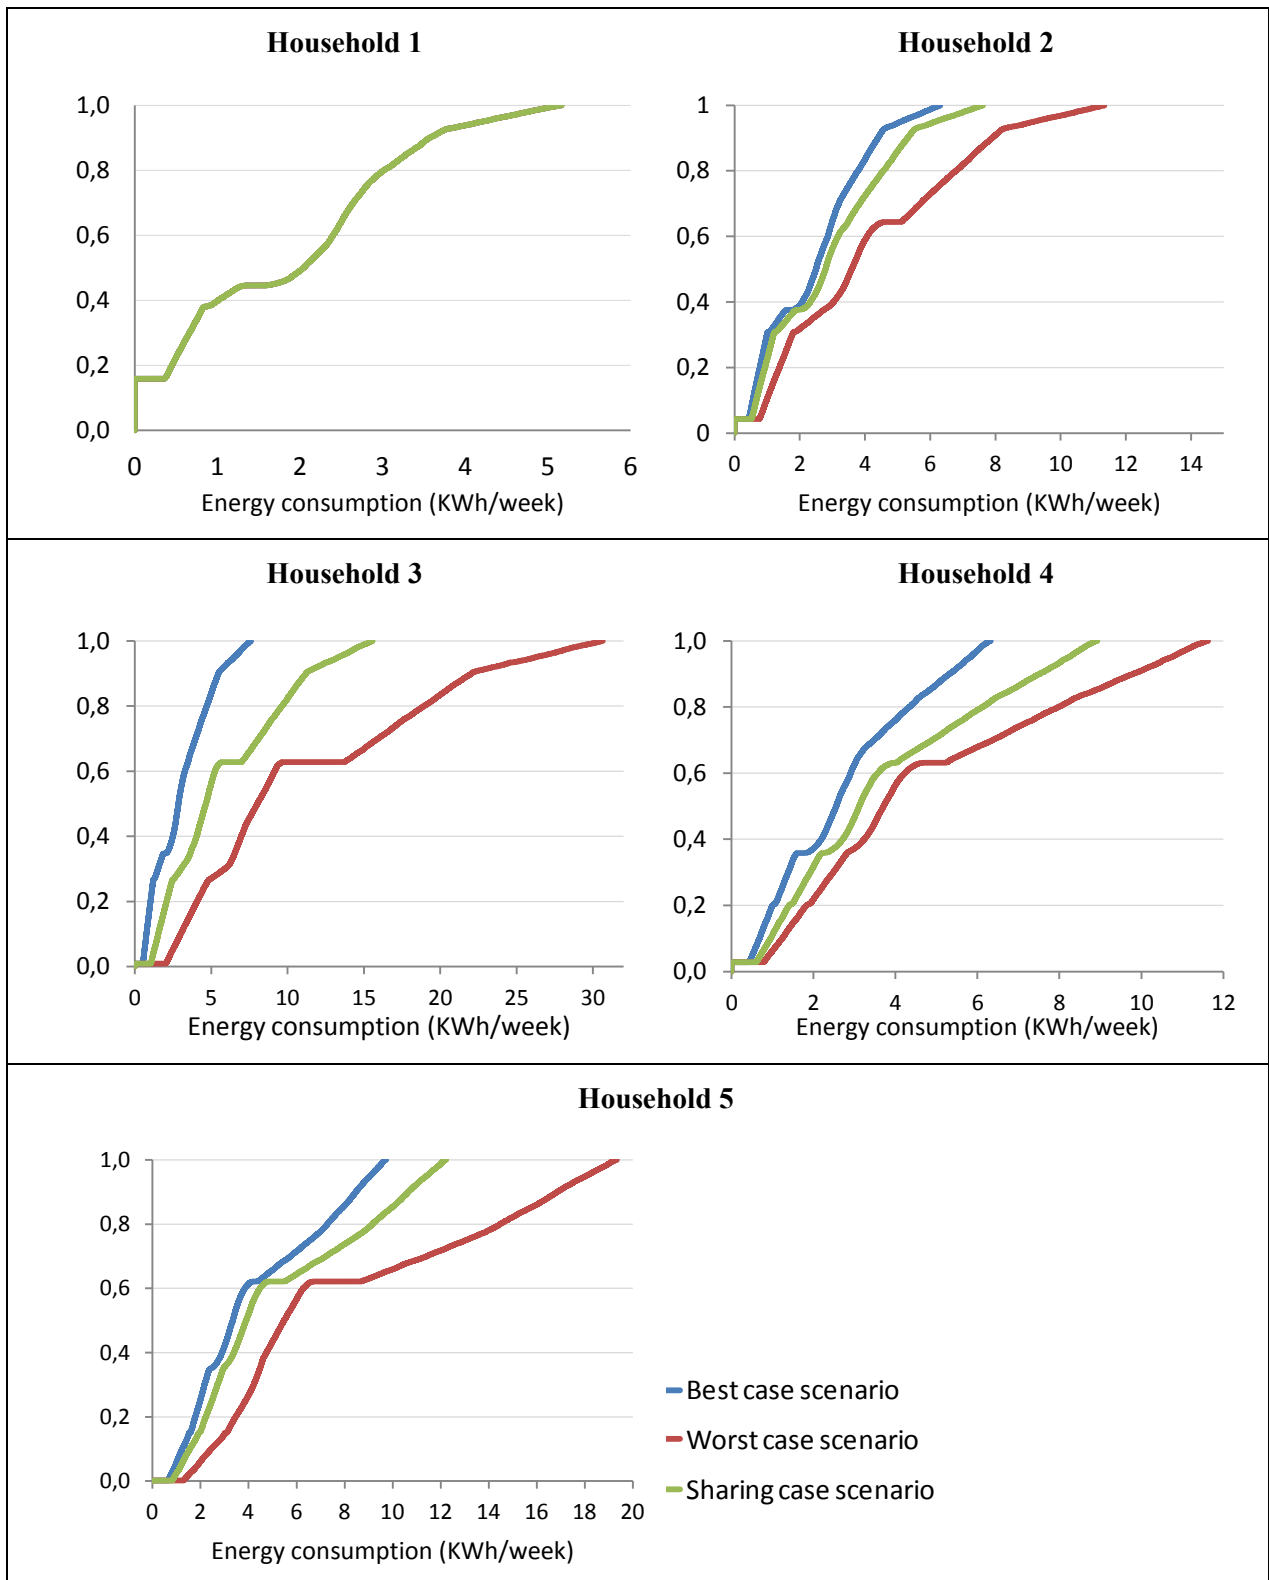 Household 1
1,0
0,8
0,6
0,4
0,2
0,0
0 1 2 3 4 5 6
Energy consumption (KWh/week)
Household 2
1
0,8
0,6
0,4
0,2
0
0 2 4 6 8 10 12 14
Energy consumption (KWh/week)
Household 3
1,0
0,8
0,6
0,4
0,2
0,0
0 5 10 15 20 25 30
Energy consumption (KWh/week)
Household 4
1,0
0,8
0,6
0,4
0,2
0,0
0 2 4 6 8 10 12
Energy consumption (KWh/week)
Household 5
1,0
0,8
0,6
0,4
0,2
0,0
0 2 4 6 8 10 12 14 16 18 20
Energy consumption (KWh/week)
Best case scenario
Worst case scenario
Sharing case scenario